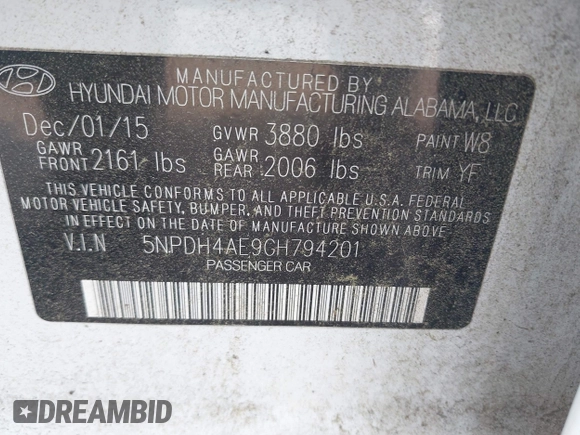 MANUFACTURED BY
HYUNDAI MOTOR MANUFACTURING ALABAMA, LLC
Dec/01/15 GVWR 3880 lbs PAINT W8
GAWR FRONT 2161 lbs GAWR REAR 2006 lbs TRIM YF
THIS VEHICLE CONFORMS TO ALL APPLICABLE U.S.A. FEDERAL
MOTOR VEHICLE SAFETY, BUMPER, AND THEFT PREVENTION
STANDARDS IN EFFECT ON THE DATE OF MANUFACTURE SHOWN ABOVE.
V.I.N 5NPDH4AE9GH794201
PASSENGER CAR
DREAMBID